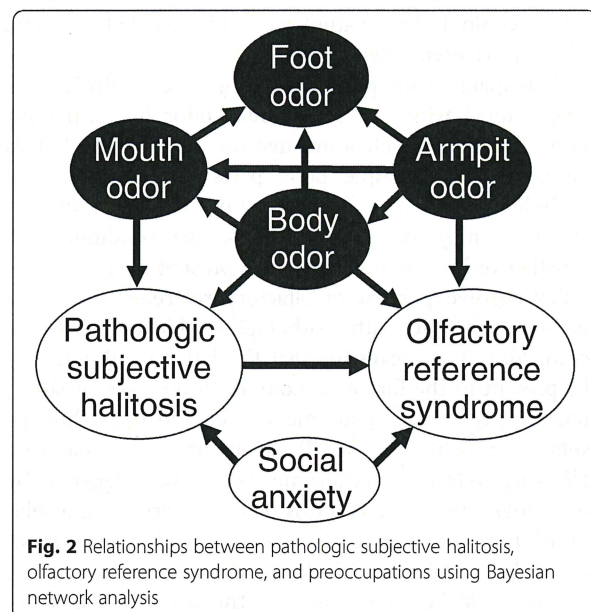 Foot
odor
Mouth
odor
Armpit
odor
Body
odor
Pathologic
subjective
halitosis
Olfactory
reference
syndrome
Social
anxiety
Fig. 2 Relationships between pathologic subjective halitosis,
olfactory reference syndrome, and preoccupations using Bayesian
network analysis